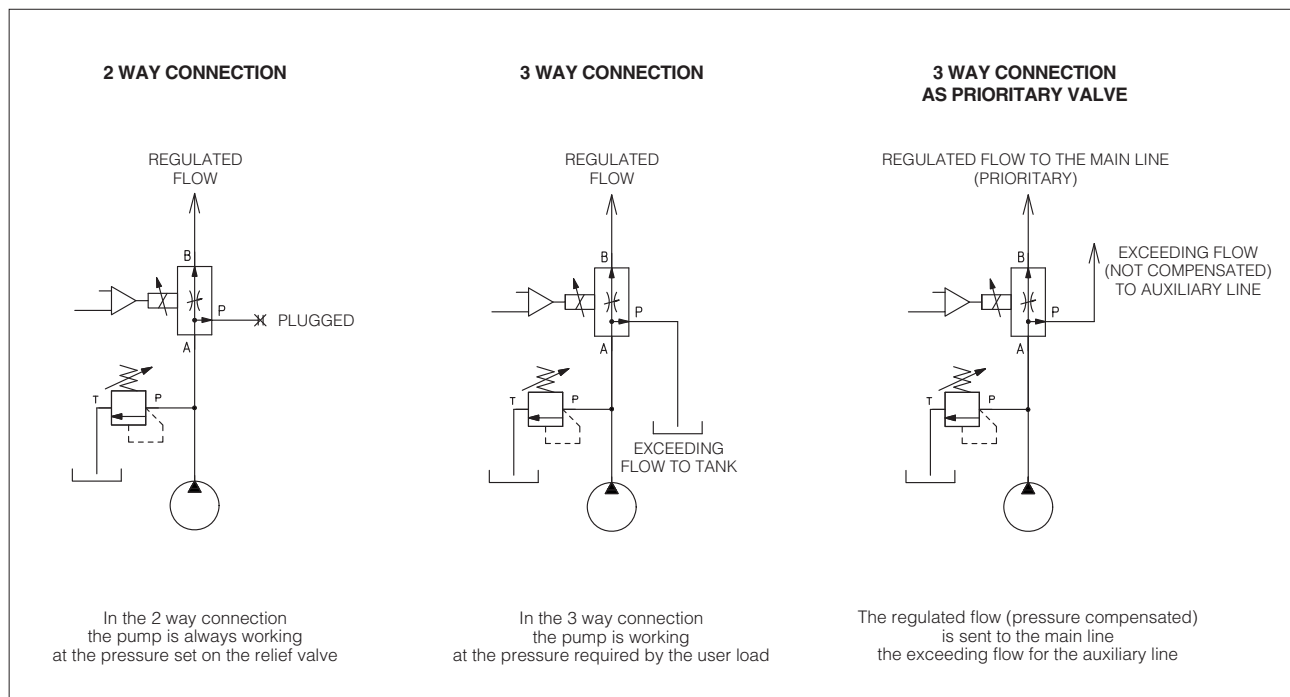 2 WAY CONNECTION
REGULATED
FLOW
B
P
PLUGGED
A
T
P
In the 2 way connection
the pump is always working
at the pressure set on the relief valve
3 WAY CONNECTION
REGULATED
FLOW
B
P
A
T
P
EXCEEDING
FLOW TO TANK
In the 3 way connection
the pump is working
at the pressure required by the user load
3 WAY CONNECTION
AS PRIORITARY VALVE
REGULATED FLOW TO THE MAIN LINE
(PRIORITARY)
B
EXCEEDING FLOW
(NOT COMPENSATED)
TO AUXILIARY LINE
P
A
T
P
The regulated flow (pressure compensated)
is sent to the main line
the exceeding flow for the auxiliary line